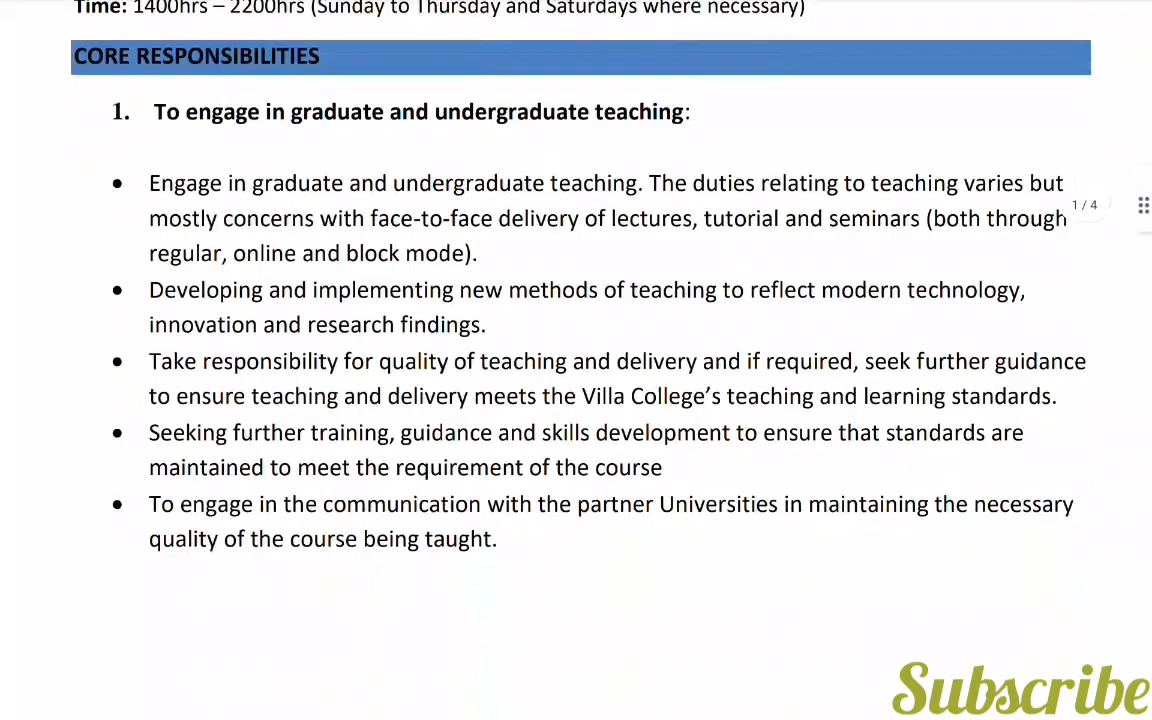 Time: 1400hrs – 2200hrs (Sunday to Thursday and Saturdays where necessary)
CORE RESPONSIBILITIES
1. To engage in graduate and undergraduate teaching:
• Engage in graduate and undergraduate teaching. The duties relating to teaching varies but
mostly concerns with face-to-face delivery of lectures, tutorial and seminars (both through
1 / 4
regular, online and block mode).
• Developing and implementing new methods of teaching to reflect modern technology,
innovation and research findings.
• Take responsibility for quality of teaching and delivery and if required, seek further guidance
to ensure teaching and delivery meets the Villa College’s teaching and learning standards.
• Seeking further training, guidance and skills development to ensure that standards are
maintained to meet the requirement of the course
• To engage in the communication with the partner Universities in maintaining the necessary
quality of the course being taught.
Subscribe